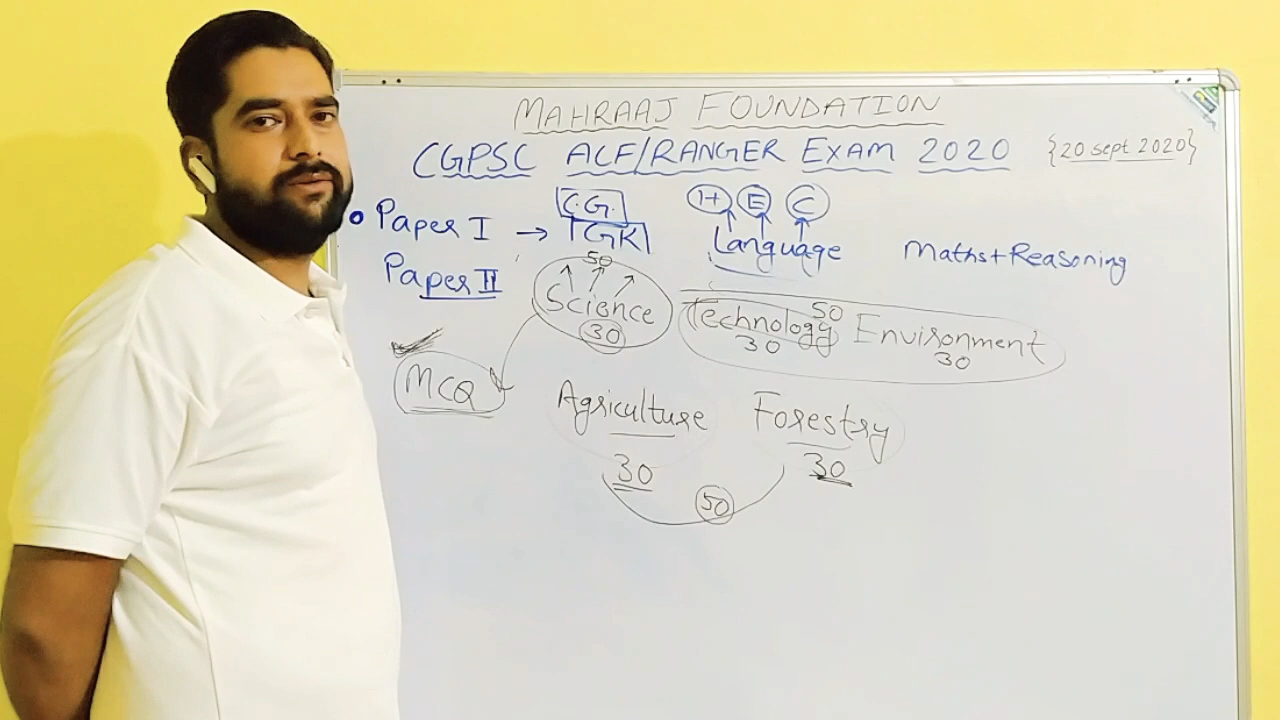 MAHRAAJ FOUNDATION
CGPSC ACF/RANGER EXAM 2020 {20 sept 2020}
C.G. H E C
• Paper I → GK Language Maths+Reasoning
Paper II
50
Science Technology 50 Environment
30 30 30
MCQ
Agriculture Forestry
30 30
50